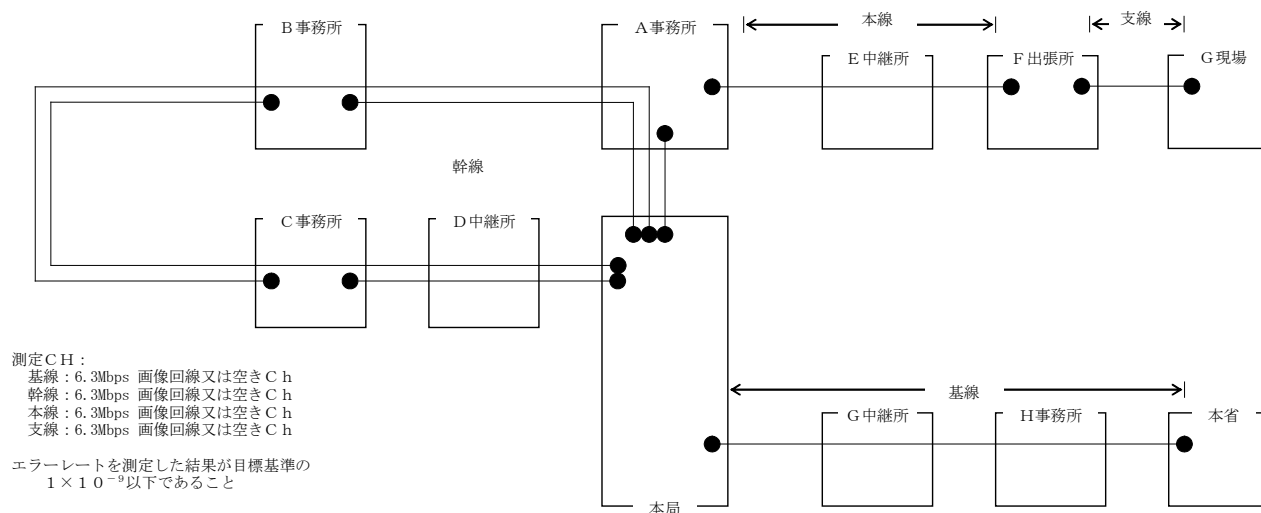 本線
支線
B事務所
A事務所
E中継所
F出張所
G現場
幹線
C事務所
D中継所
測定CH：
基線：6.3Mbps 画像回線又は空きCh
幹線：6.3Mbps 画像回線又は空きCh
本線：6.3Mbps 画像回線又は空きCh
支線：6.3Mbps 画像回線又は空きCh
エラーレートを測定した結果が目標基準の
1×10⁻⁹以下であること
基線
G中継所
H事務所
本省
本局